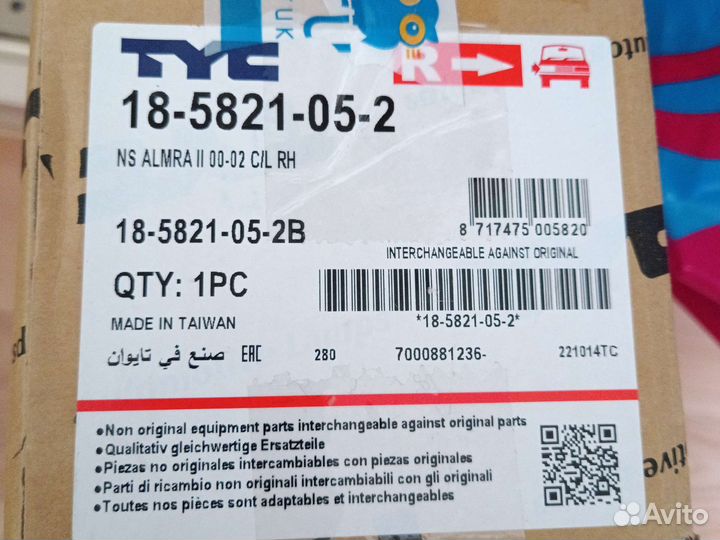 UK
TYC R
18-5821-05-2
NS ALMRA II 00-02 C/L RH
18-5821-05-2B
8 717475 005820
INTERCHANGEABLE AGAINST ORIGINAL
QTY: 1PC
*18-5821-05-2*
MADE IN TAIWAN
صنع في تايوان EAC 280 7000881236- 221014TC
•Non original equipment parts interchangeable against original parts
•Qualitativ gleichwertige Ersatzteile
•Piezas no originales intercambiables con piezas originales
•Parti di ricambio non originali intercambiabili con gli originali
•Toutes nos pièces sont adaptables et interchangeables
Avito